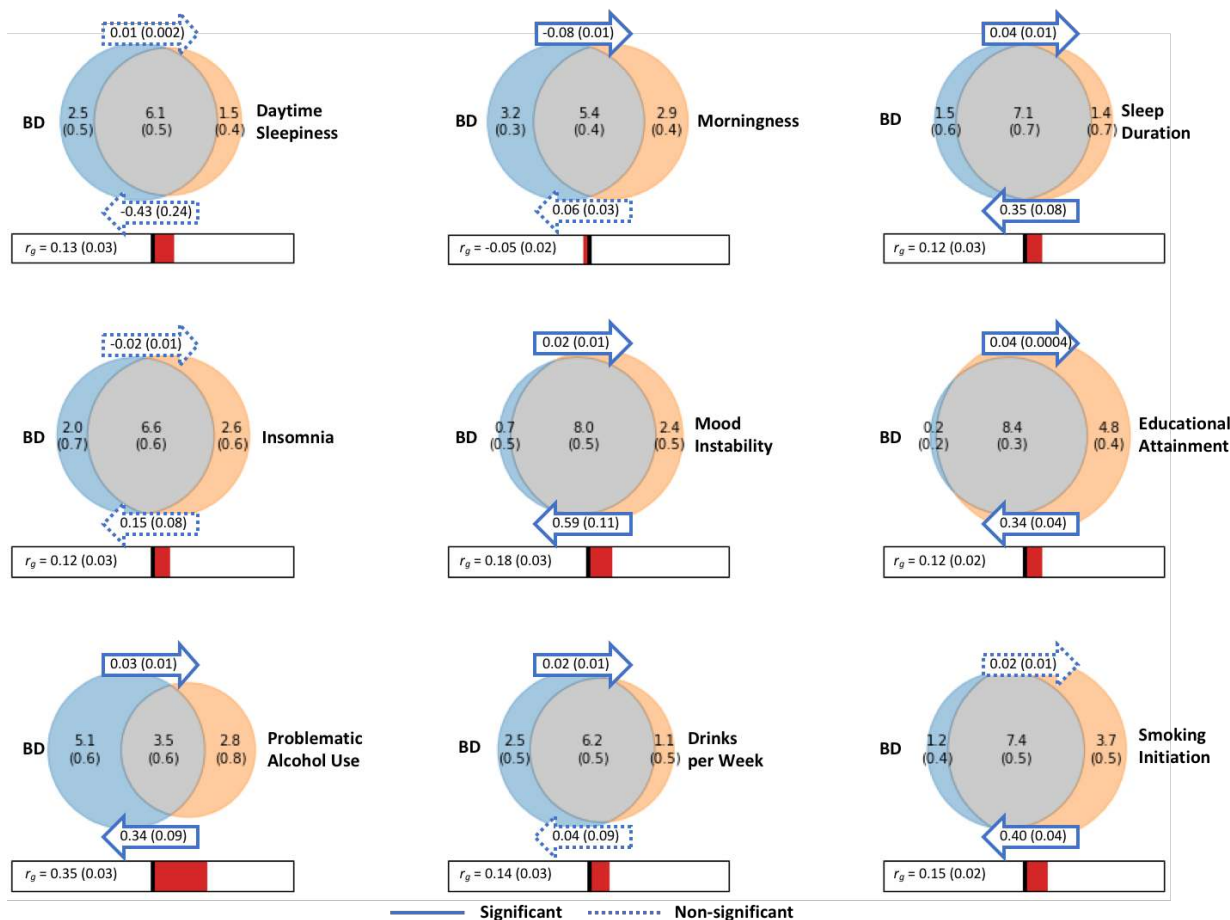 0.01 (0.002)
BD
2.5
(0.5)
6.1
(0.5)
1.5
(0.4)
Daytime
Sleepiness
-0.43 (0.24)
rg = 0.13 (0.03)
-0.08 (0.01)
BD
3.2
(0.3)
5.4
(0.4)
2.9
(0.4)
Morningness
0.06 (0.03)
rg = -0.05 (0.02)
0.04 (0.01)
BD
1.5
(0.6)
7.1
(0.7)
1.4
(0.7)
Sleep
Duration
0.35 (0.08)
rg = 0.12 (0.03)
-0.02 (0.01)
BD
2.0
(0.7)
6.6
(0.6)
2.6
(0.6)
Insomnia
0.15 (0.08)
rg = 0.12 (0.03)
0.02 (0.01)
BD
0.7
(0.5)
8.0
(0.5)
2.4
(0.5)
Mood
Instability
0.59 (0.11)
rg = 0.18 (0.03)
0.04 (0.0004)
BD
0.2
(0.2)
8.4
(0.3)
4.8
(0.4)
Educational
Attainment
0.34 (0.04)
rg = 0.12 (0.02)
0.03 (0.01)
BD
5.1
(0.6)
3.5
(0.6)
2.8
(0.8)
Problematic
Alcohol Use
0.34 (0.09)
rg = 0.35 (0.03)
0.02 (0.01)
BD
2.5
(0.5)
6.2
(0.5)
1.1
(0.5)
Drinks
per Week
0.04 (0.09)
rg = 0.14 (0.03)
0.02 (0.01)
BD
1.2
(0.4)
7.4
(0.5)
3.7
(0.5)
Smoking
Initiation
0.40 (0.04)
rg = 0.15 (0.02)
Significant
Non-significant